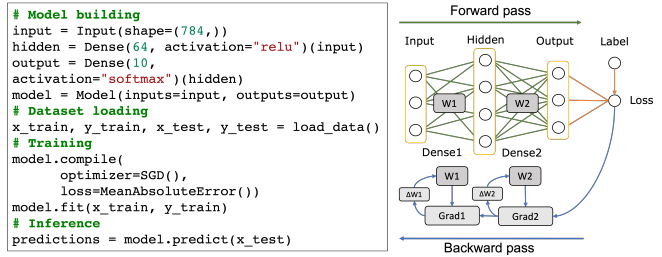 # Model building
input = Input(shape=(784,))
hidden = Dense(64, activation="relu")(input)
output = Dense(10,
activation="softmax")(hidden)
model = Model(inputs=input, outputs=output)
# Dataset loading
x_train, y_train, x_test, y_test = load_data()
# Training
model.compile(
optimizer=SGD(),
loss=MeanAbsoluteError())
model.fit(x_train, y_train)
# Inference
predictions = model.predict(x_test)
Forward pass
Input
Hidden
Output
Label
W1
W2
Loss
Dense1
Dense2
W1
W2
ΔW1
ΔW2
Grad1
Grad2
Backward pass